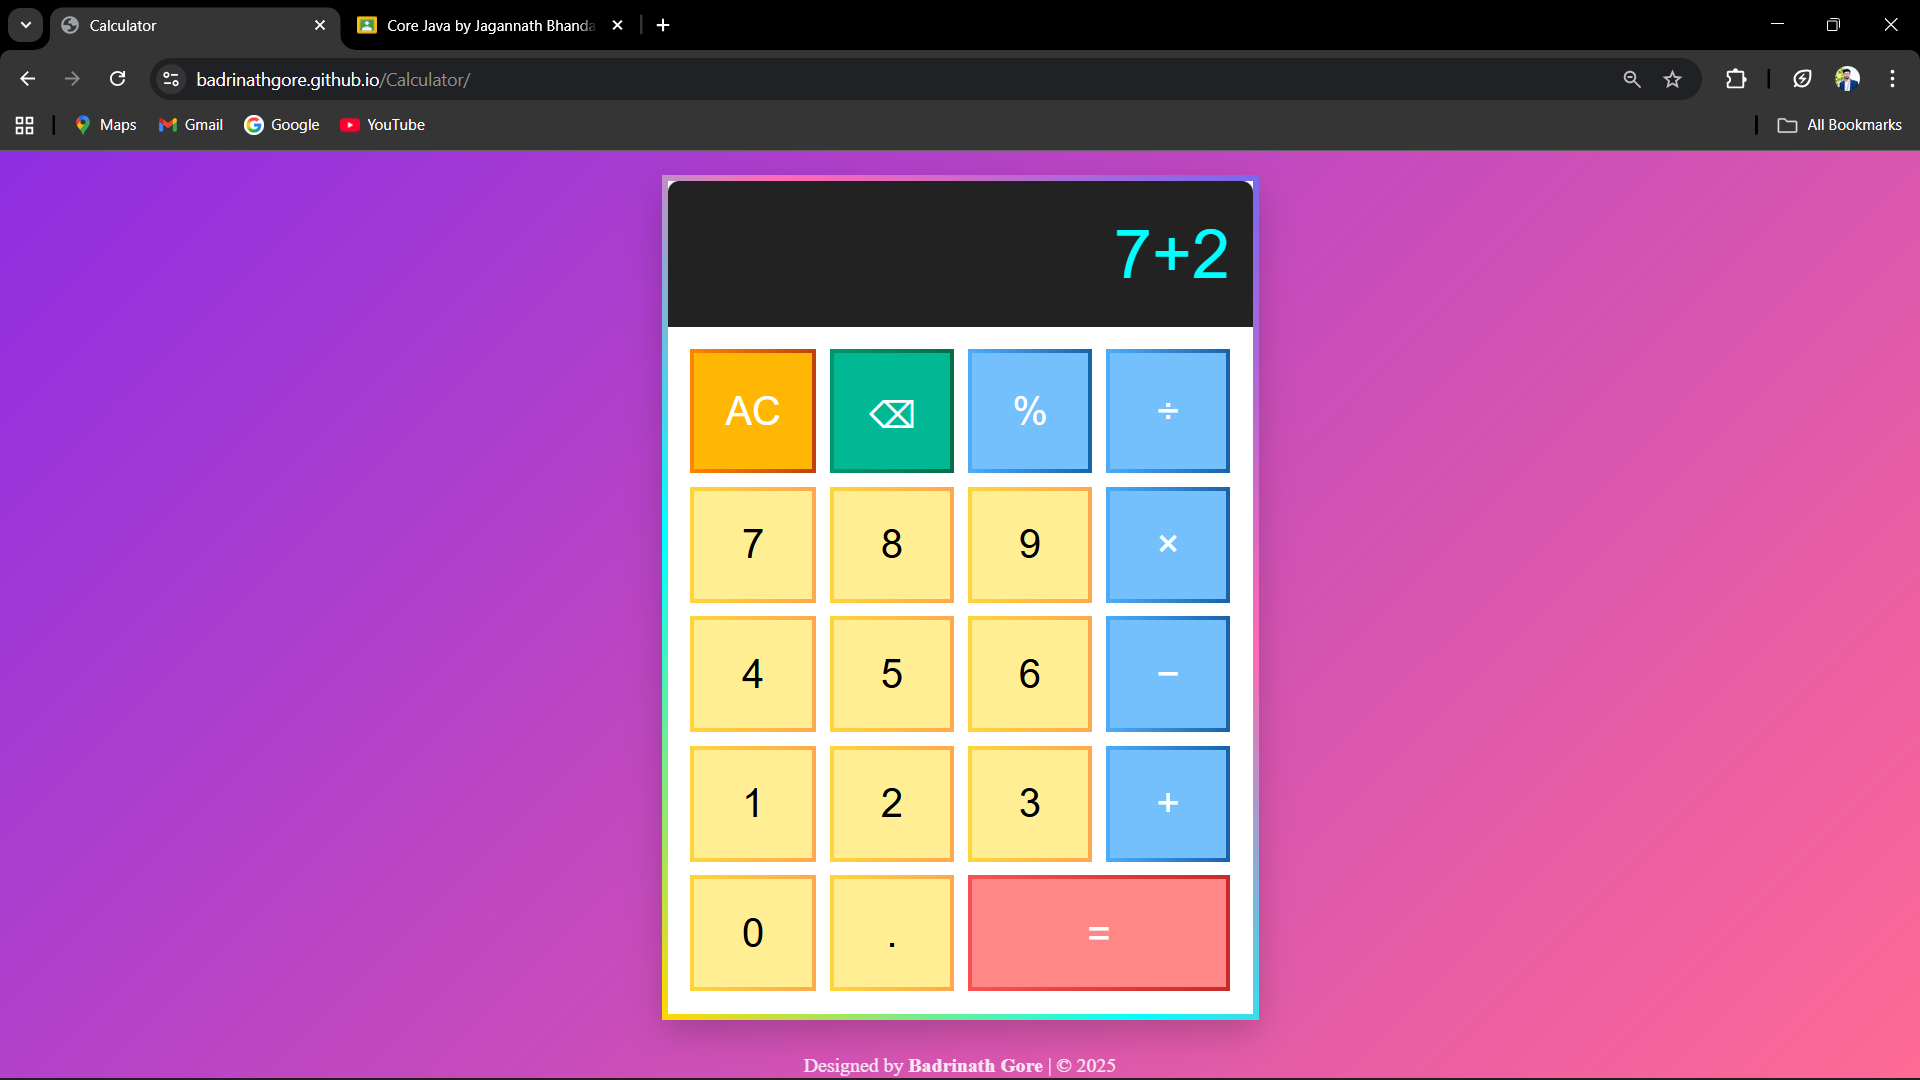 Calculator
Core Java by Jagannath Bhanda
badrinathgore.github.io/Calculator/
Maps
Gmail
Google
YouTube
All Bookmarks
7+2
AC ⌫ % ÷
7 8 9 ×
4 5 6 −
1 2 3 +
0 . =
Designed by Badrinath Gore | © 2025